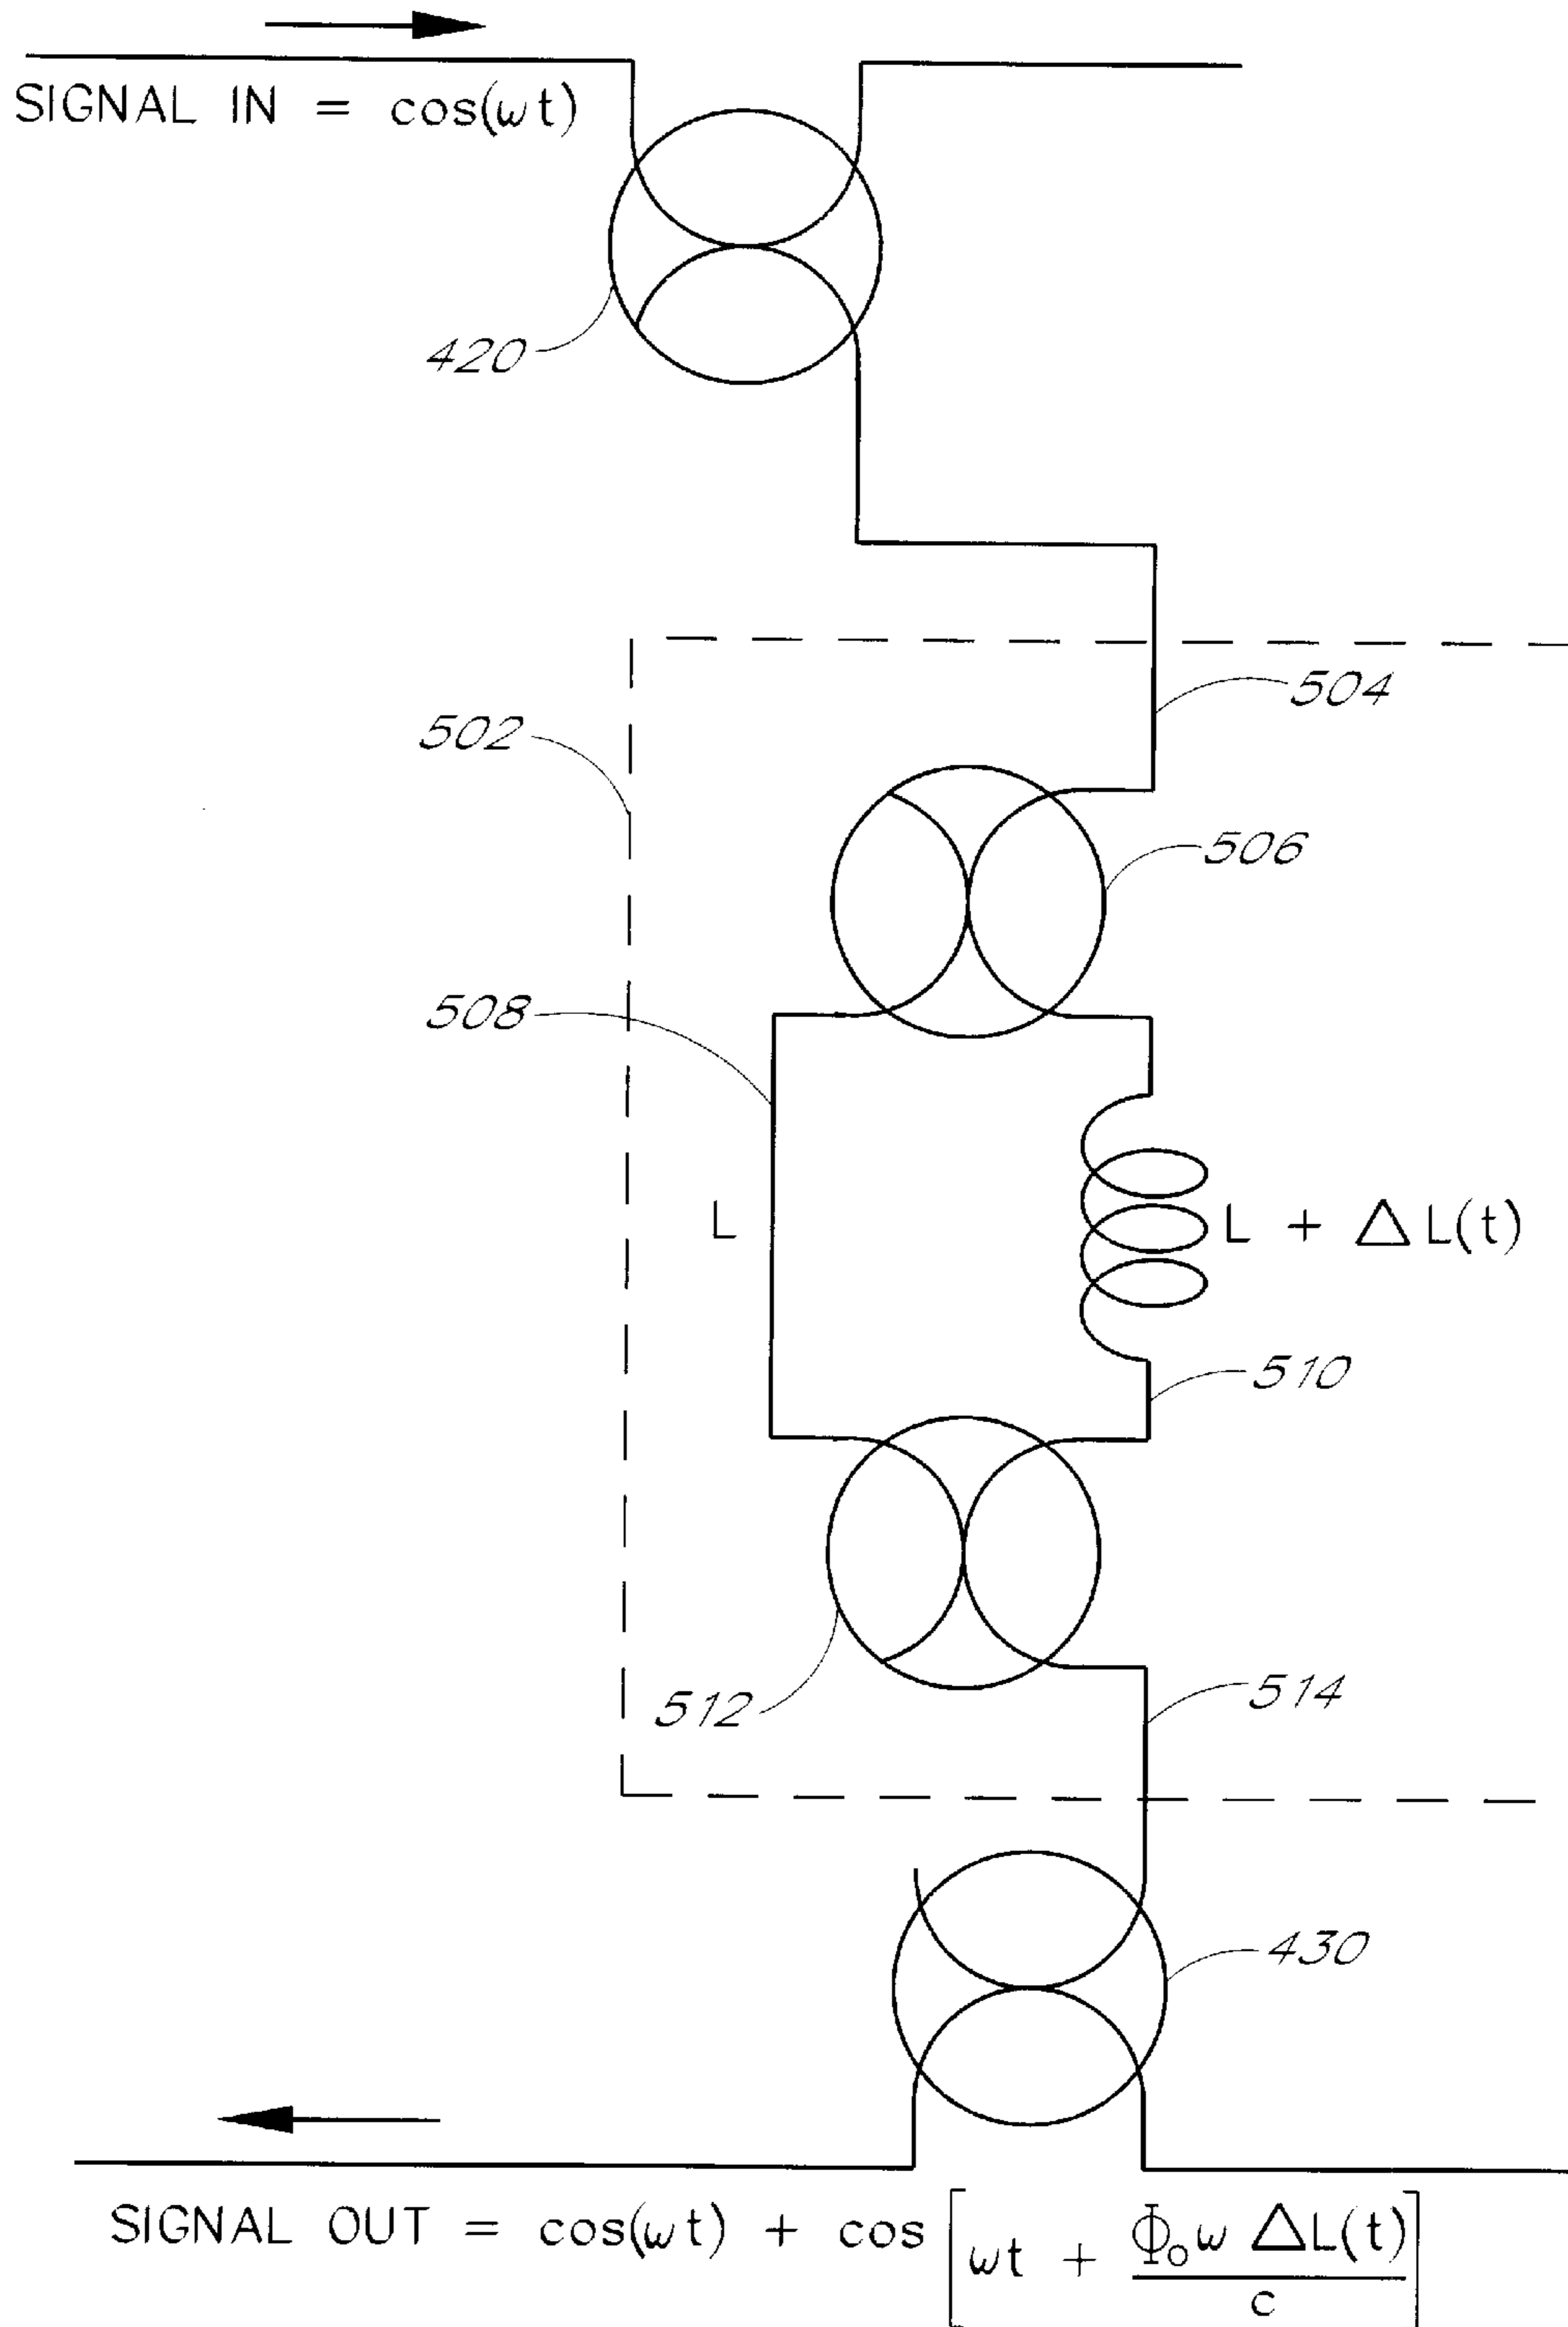 SIGNAL IN = cos(ωt)
420
504
502
506
508
L
L + ΔL(t)
510
512
514
430
SIGNAL OUT = cos(ωt) + cos[ωt + Φ₀ω ΔL(t)/c]